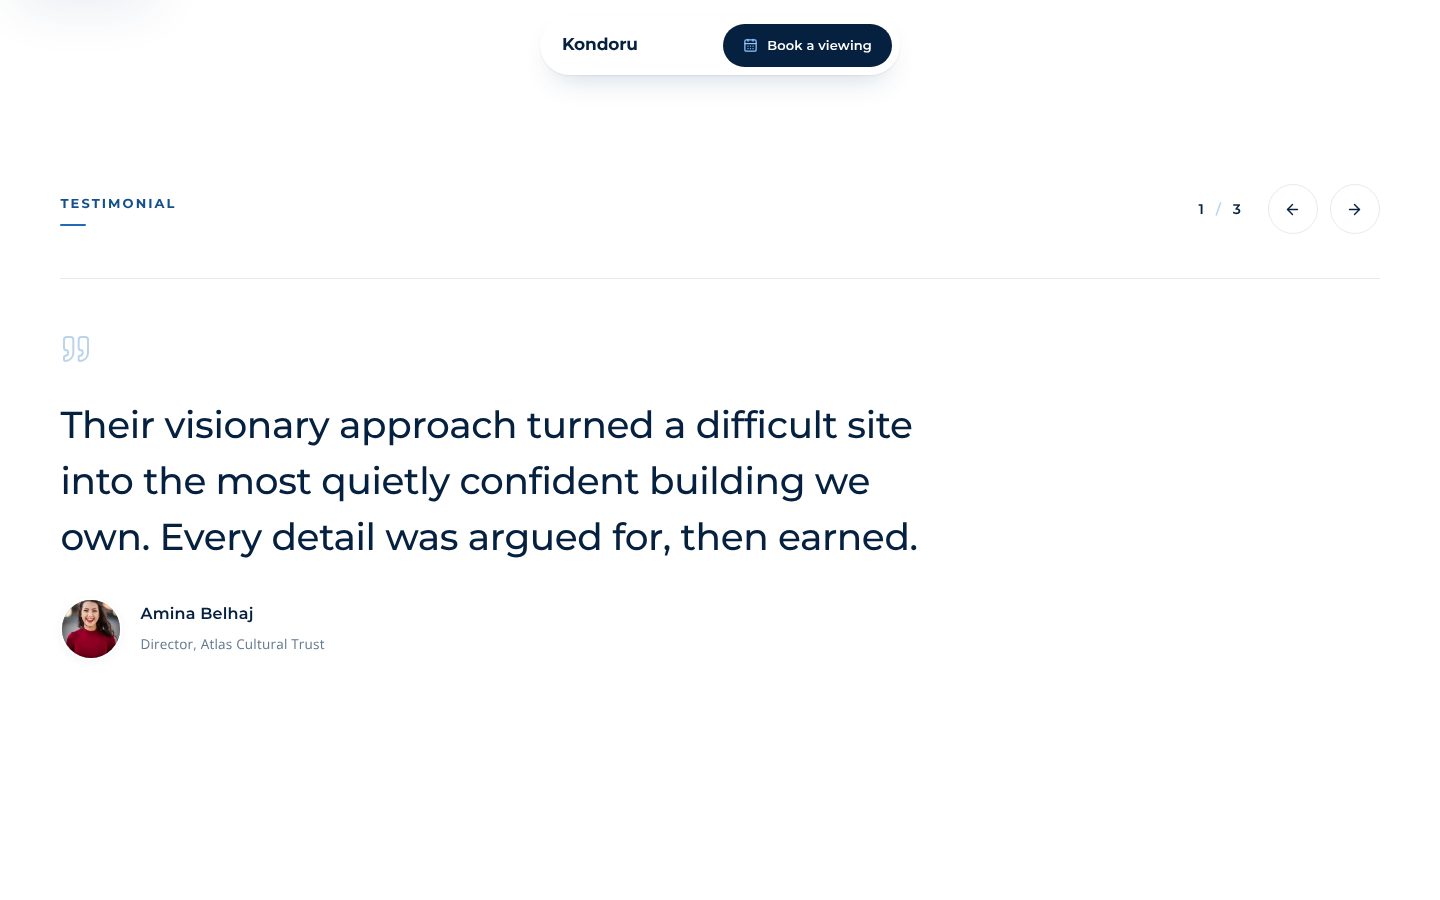 Kondoru
Book a viewing
TESTIMONIAL
1 / 3
Their visionary approach turned a difficult site
into the most quietly confident building we
own. Every detail was argued for, then earned.
Amina Belhaj
Director, Atlas Cultural Trust